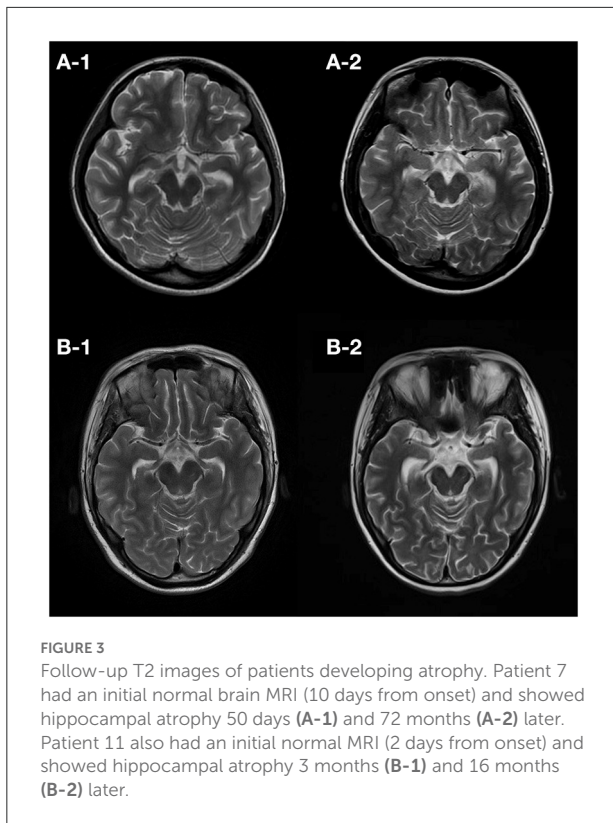 A-1
A-2
B-1
B-2
FIGURE 3
Follow-up T2 images of patients developing atrophy. Patient 7
had an initial normal brain MRI (10 days from onset) and showed
hippocampal atrophy 50 days (A-1) and 72 months (A-2) later.
Patient 11 also had an initial normal MRI (2 days from onset) and
showed hippocampal atrophy 3 months (B-1) and 16 months
(B-2) later.